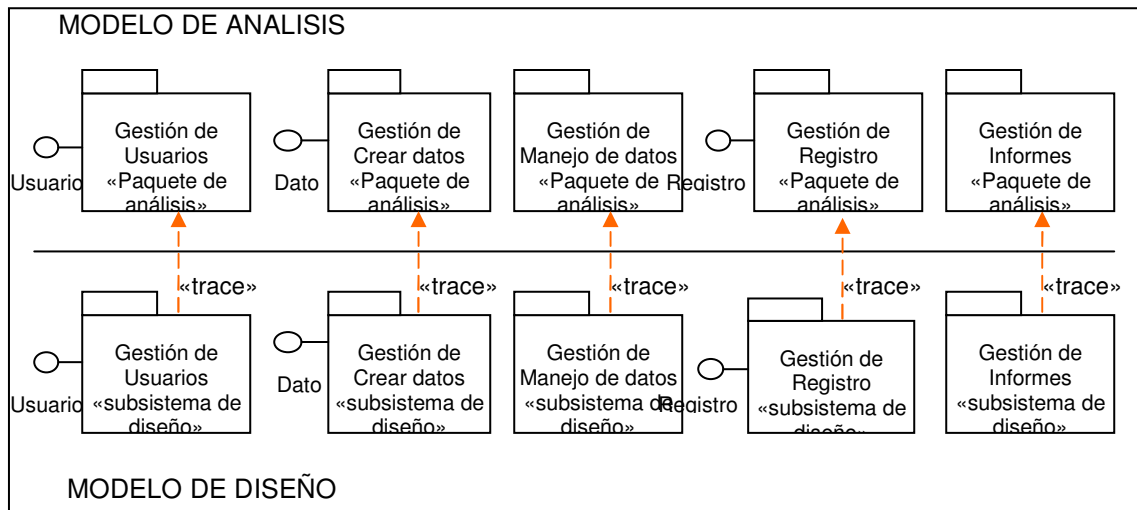 MODELO DE ANALISIS
Gestión de
Usuarios
«Paquete de
análisis»
Usuario
Gestión de
Crear datos
«Paquete de
análisis»
Dato
Gestión de
Manejo de datos
«Paquete de
análisis»
Gestión de
Registro
«Paquete de
análisis»
Registro
Gestión de
Informes
«Paquete de
análisis»
«trace»
«trace»
«trace»
«trace»
«trace»
Gestión de
Usuarios
«subsistema de
diseño»
Usuario
Gestión de
Crear datos
«subsistema de
diseño»
Dato
Gestión de
Manejo de datos
«subsistema de
diseño»
Gestión de
Registro
«subsistema de
diseño»
Registro
Gestión de
Informes
«subsistema de
diseño»
MODELO DE DISEÑO